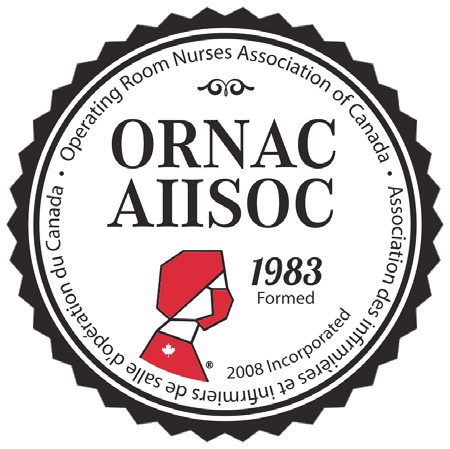 Operating Room Nurses Association of Canada
ORNAC
AIISOC
1983
Formed
®
2008 Incorporated
• Association des infirmières et infirmiers de salle d'opération du Canada •